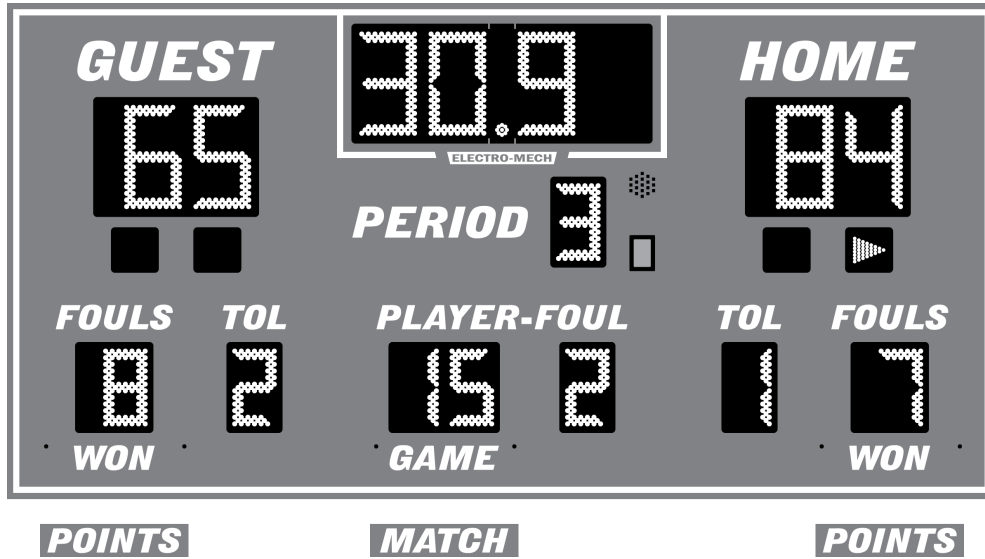 GUEST 30.9 HOME
65 84
ELECTRO-MECH
PERIOD 3
FOULS TOL PLAYER-FOUL TOL FOULS
8 2 15 2 1 7
WON GAME WON
POINTS MATCH POINTS